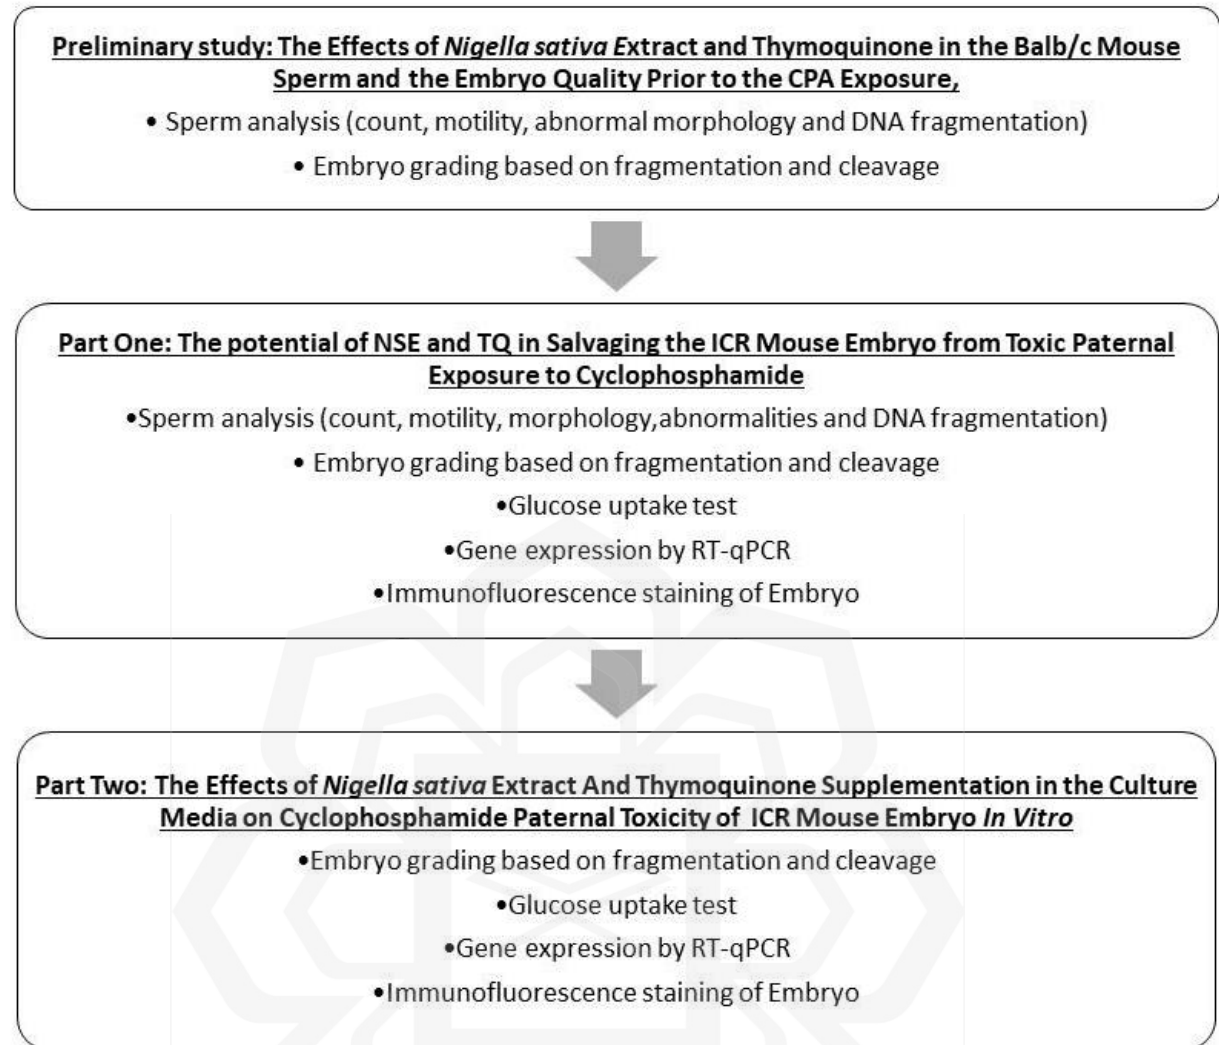 Preliminary study: The Effects of Nigella sativa Extract and Thymoquinone in the Balb/c Mouse
Sperm and the Embryo Quality Prior to the CPA Exposure,
• Sperm analysis (count, motility, abnormal morphology and DNA fragmentation)
• Embryo grading based on fragmentation and cleavage
Part One: The potential of NSE and TQ in Salvaging the ICR Mouse Embryo from Toxic Paternal
Exposure to Cyclophosphamide
•Sperm analysis (count, motility, morphology,abnormalities and DNA fragmentation)
• Embryo grading based on fragmentation and cleavage
•Glucose uptake test
•Gene expression by RT-qPCR
•Immunofluorescence staining of Embryo
Part Two: The Effects of Nigella sativa Extract And Thymoquinone Supplementation in the Culture
Media on Cyclophosphamide Paternal Toxicity of ICR Mouse Embryo In Vitro
•Embryo grading based on fragmentation and cleavage
•Glucose uptake test
•Gene expression by RT-qPCR
•Immunofluorescence staining of Embryo